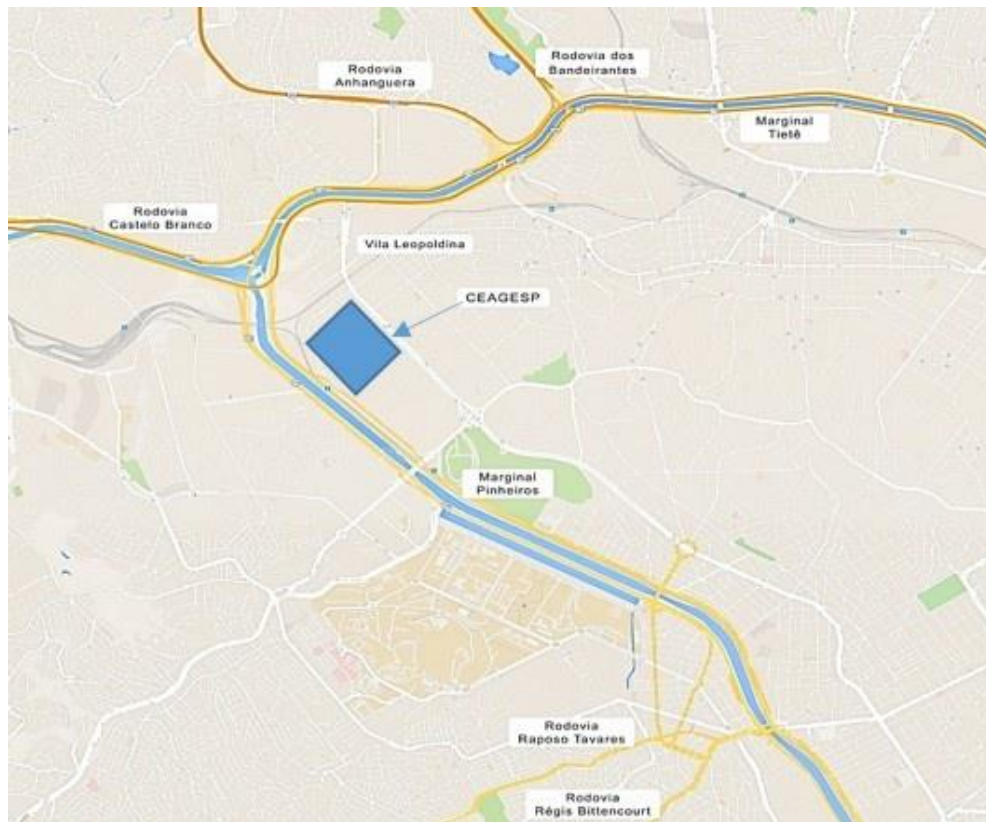 Rodovia dos
Bandeirantes
Rodovia
Anhanguera
Marginal
Tietê
Rodovia
Castelo Branco
Vila Leopoldina
CEAGESP
Marginal
Pinheiros
Rodovia
Raposo Tavares
Rodovia
Régis Bittencourt